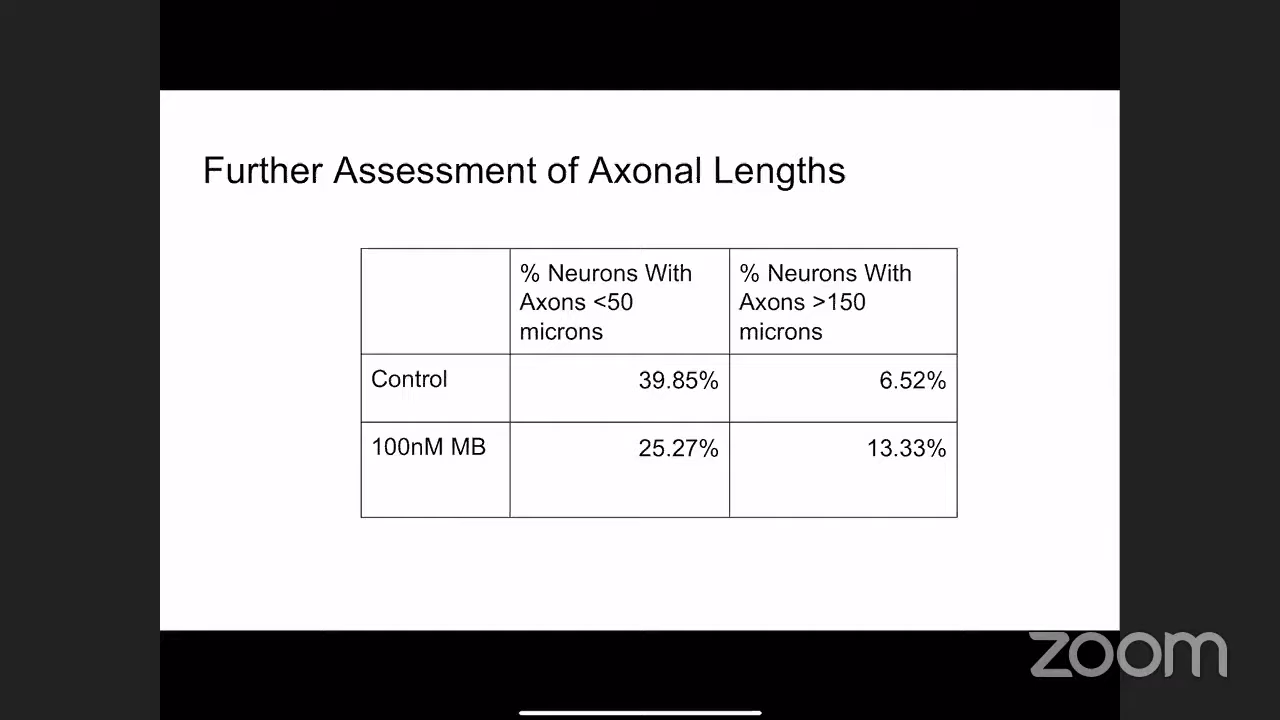 Further Assessment of Axonal Lengths
% Neurons With
Axons <50
microns
% Neurons With
Axons >150
microns
Control
39.85%
6.52%
100nM MB
25.27%
13.33%
zoom